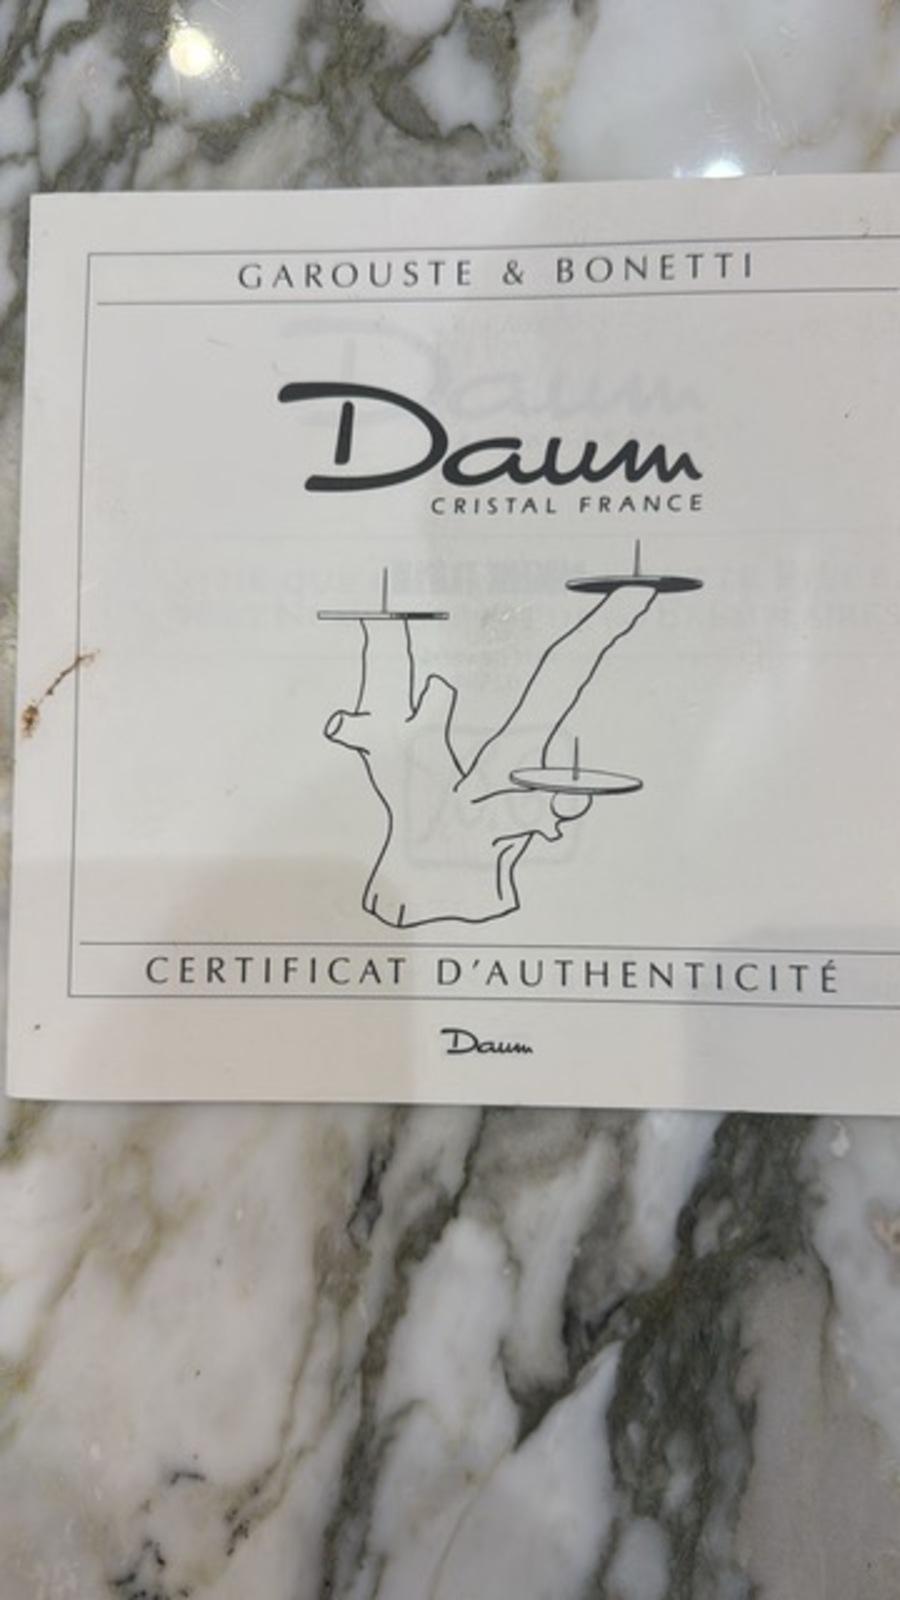 GAROUSTE & BONETTI
Daum
CRISTAL FRANCE
CERTIFICAT D'AUTHENTICITÉ
Daum